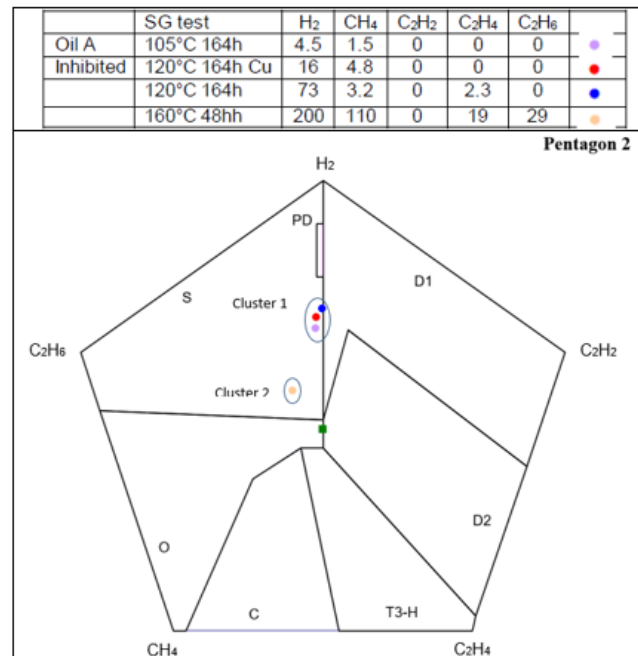 SG test H2 CH4 C2H2 C2H4 C2H6
Oil A 105°C 164h 4.5 1.5 0 0 0
Inhibited 120°C 164h Cu 16 4.8 0 0 0
120°C 164h 73 3.2 0 2.3 0
160°C 48hh 200 110 0 19 29
Pentagon 2
H2
PD
D1
S
Cluster 1
C2H6
C2H2
Cluster 2
D2
O
C
T3-H
CH4
C2H4